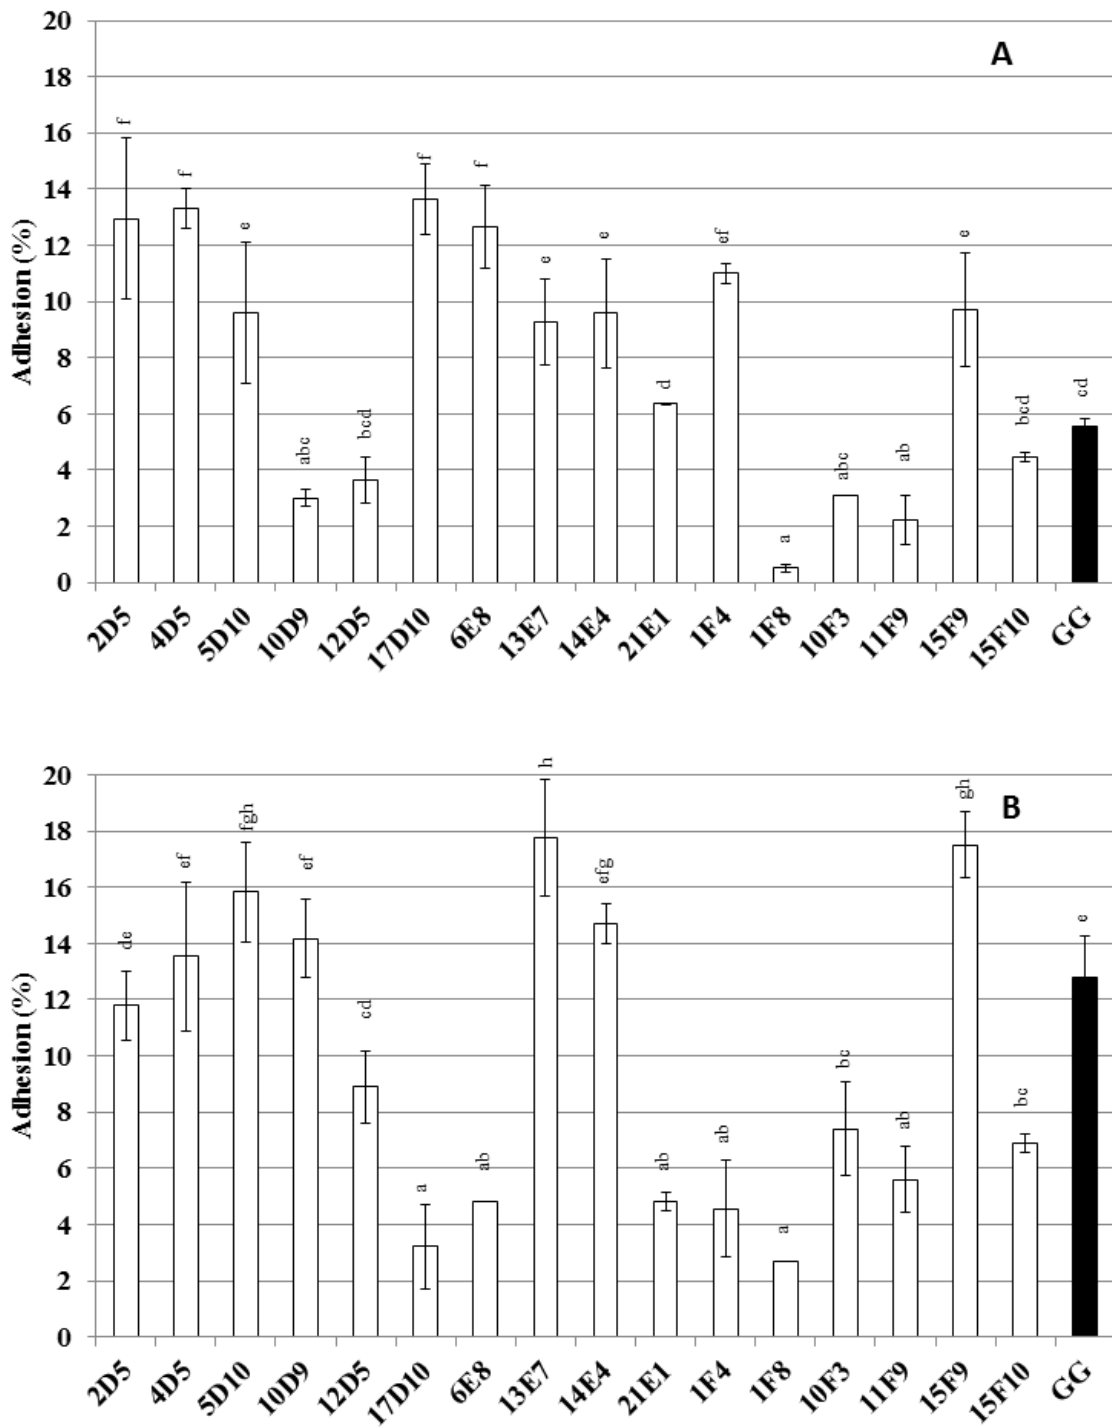 20
A
18
16
14
12
10
8
6
4
2
0
Adhesion (%)
f
f
e
abc
bcd
f
f
e
e
d
ef
a
abc
ab
e
bcd
cd
2D5
4D5
5D10
10D9
12D5
17D10
6E8
13E7
14E4
21E1
1F4
1F8
10F3
11F9
15F9
15F10
GG
20
B
18
16
14
12
10
8
6
4
2
0
Adhesion (%)
de
ef
fgh
ef
cd
a
ab
h
efg
ab
ab
a
bc
ab
gh
bc
e
2D5
4D5
5D10
10D9
12D5
17D10
6E8
13E7
14E4
21E1
1F4
1F8
10F3
11F9
15F9
15F10
GG